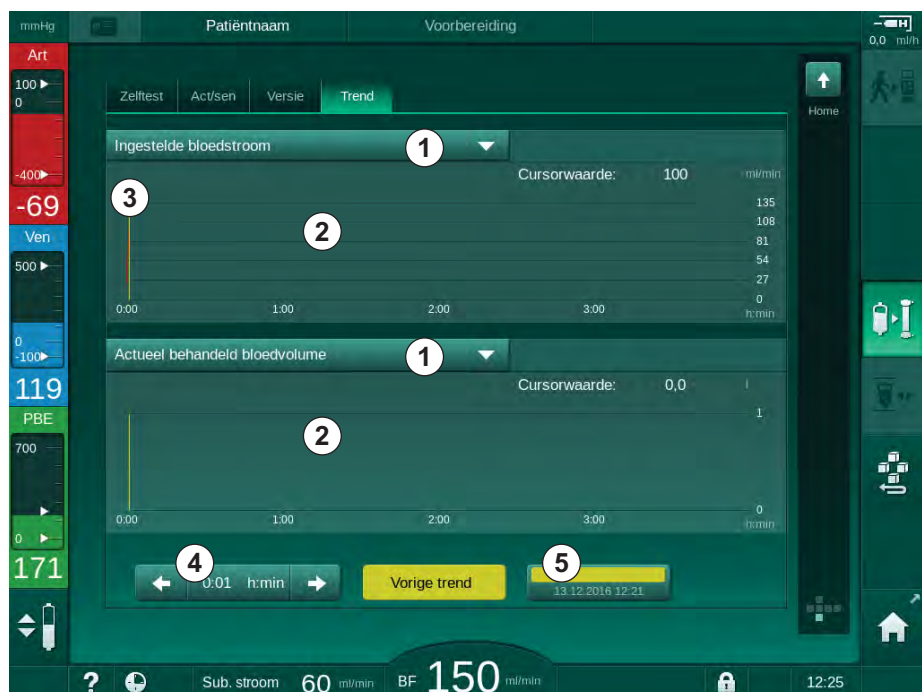 mmHg Patiëntnaam Voorbereiding 0,0 ml/h
Art
100
0
-400
-69
Ven
500
0
-100
119
PBE
700
0
171
Zelftest Act/sen Versie Trend
Home
Ingestelde bloedstroom 1
Cursorwaarde: 100 ml/min
3
2
135
108
81
54
27
0
0:00 1:00 2:00 3:00 h:min
Actueel behandeld bloedvolume 1
Cursorwaarde: 0,0 l
2
1
0
0:00 1:00 2:00 3:00 h:min
4 5
0:01 h:min Vorige trend 13.12.2016 12:21
? Sub. stroom 60 ml/min BF 150 ml/min 12:25